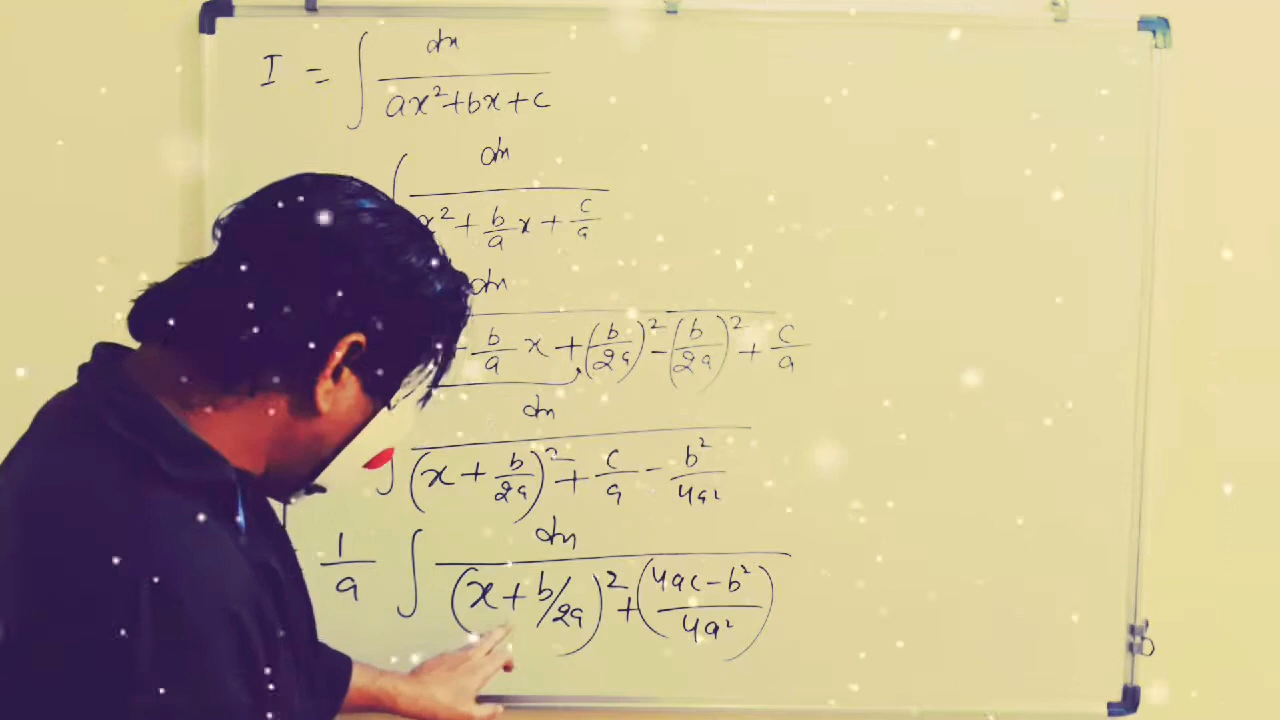 I = ∫ dx / ax²+bx+c
∫ dx / x² + b/a x + c/a
dx / b/a x + (b/2a)² - (b/2a)² + c/a
∫ dx / (x + b/2a)² + c/a - b²/4a²
1/a ∫ dx / (x + b/2a)² + (4ac-b²/4a²)